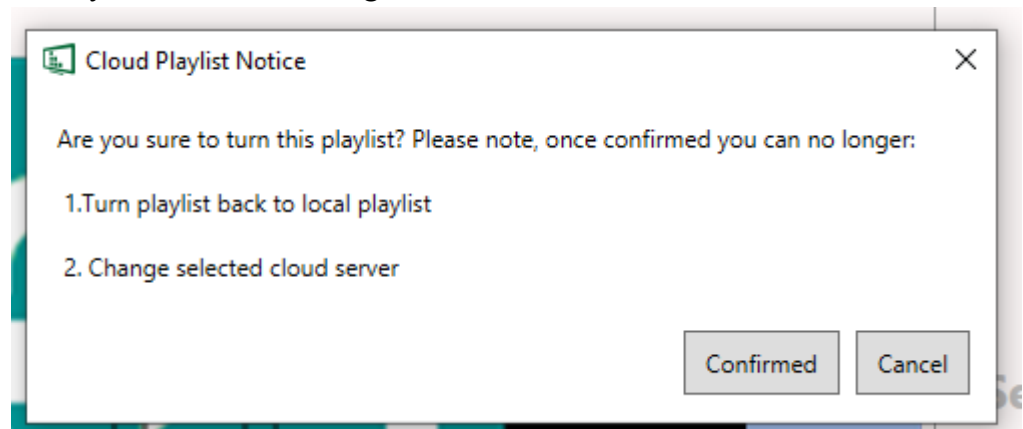 Cloud Playlist Notice
Are you sure to turn this playlist? Please note, once confirmed you can no longer:
1.Turn playlist back to local playlist
2. Change selected cloud server
Confirmed
Cancel
Se